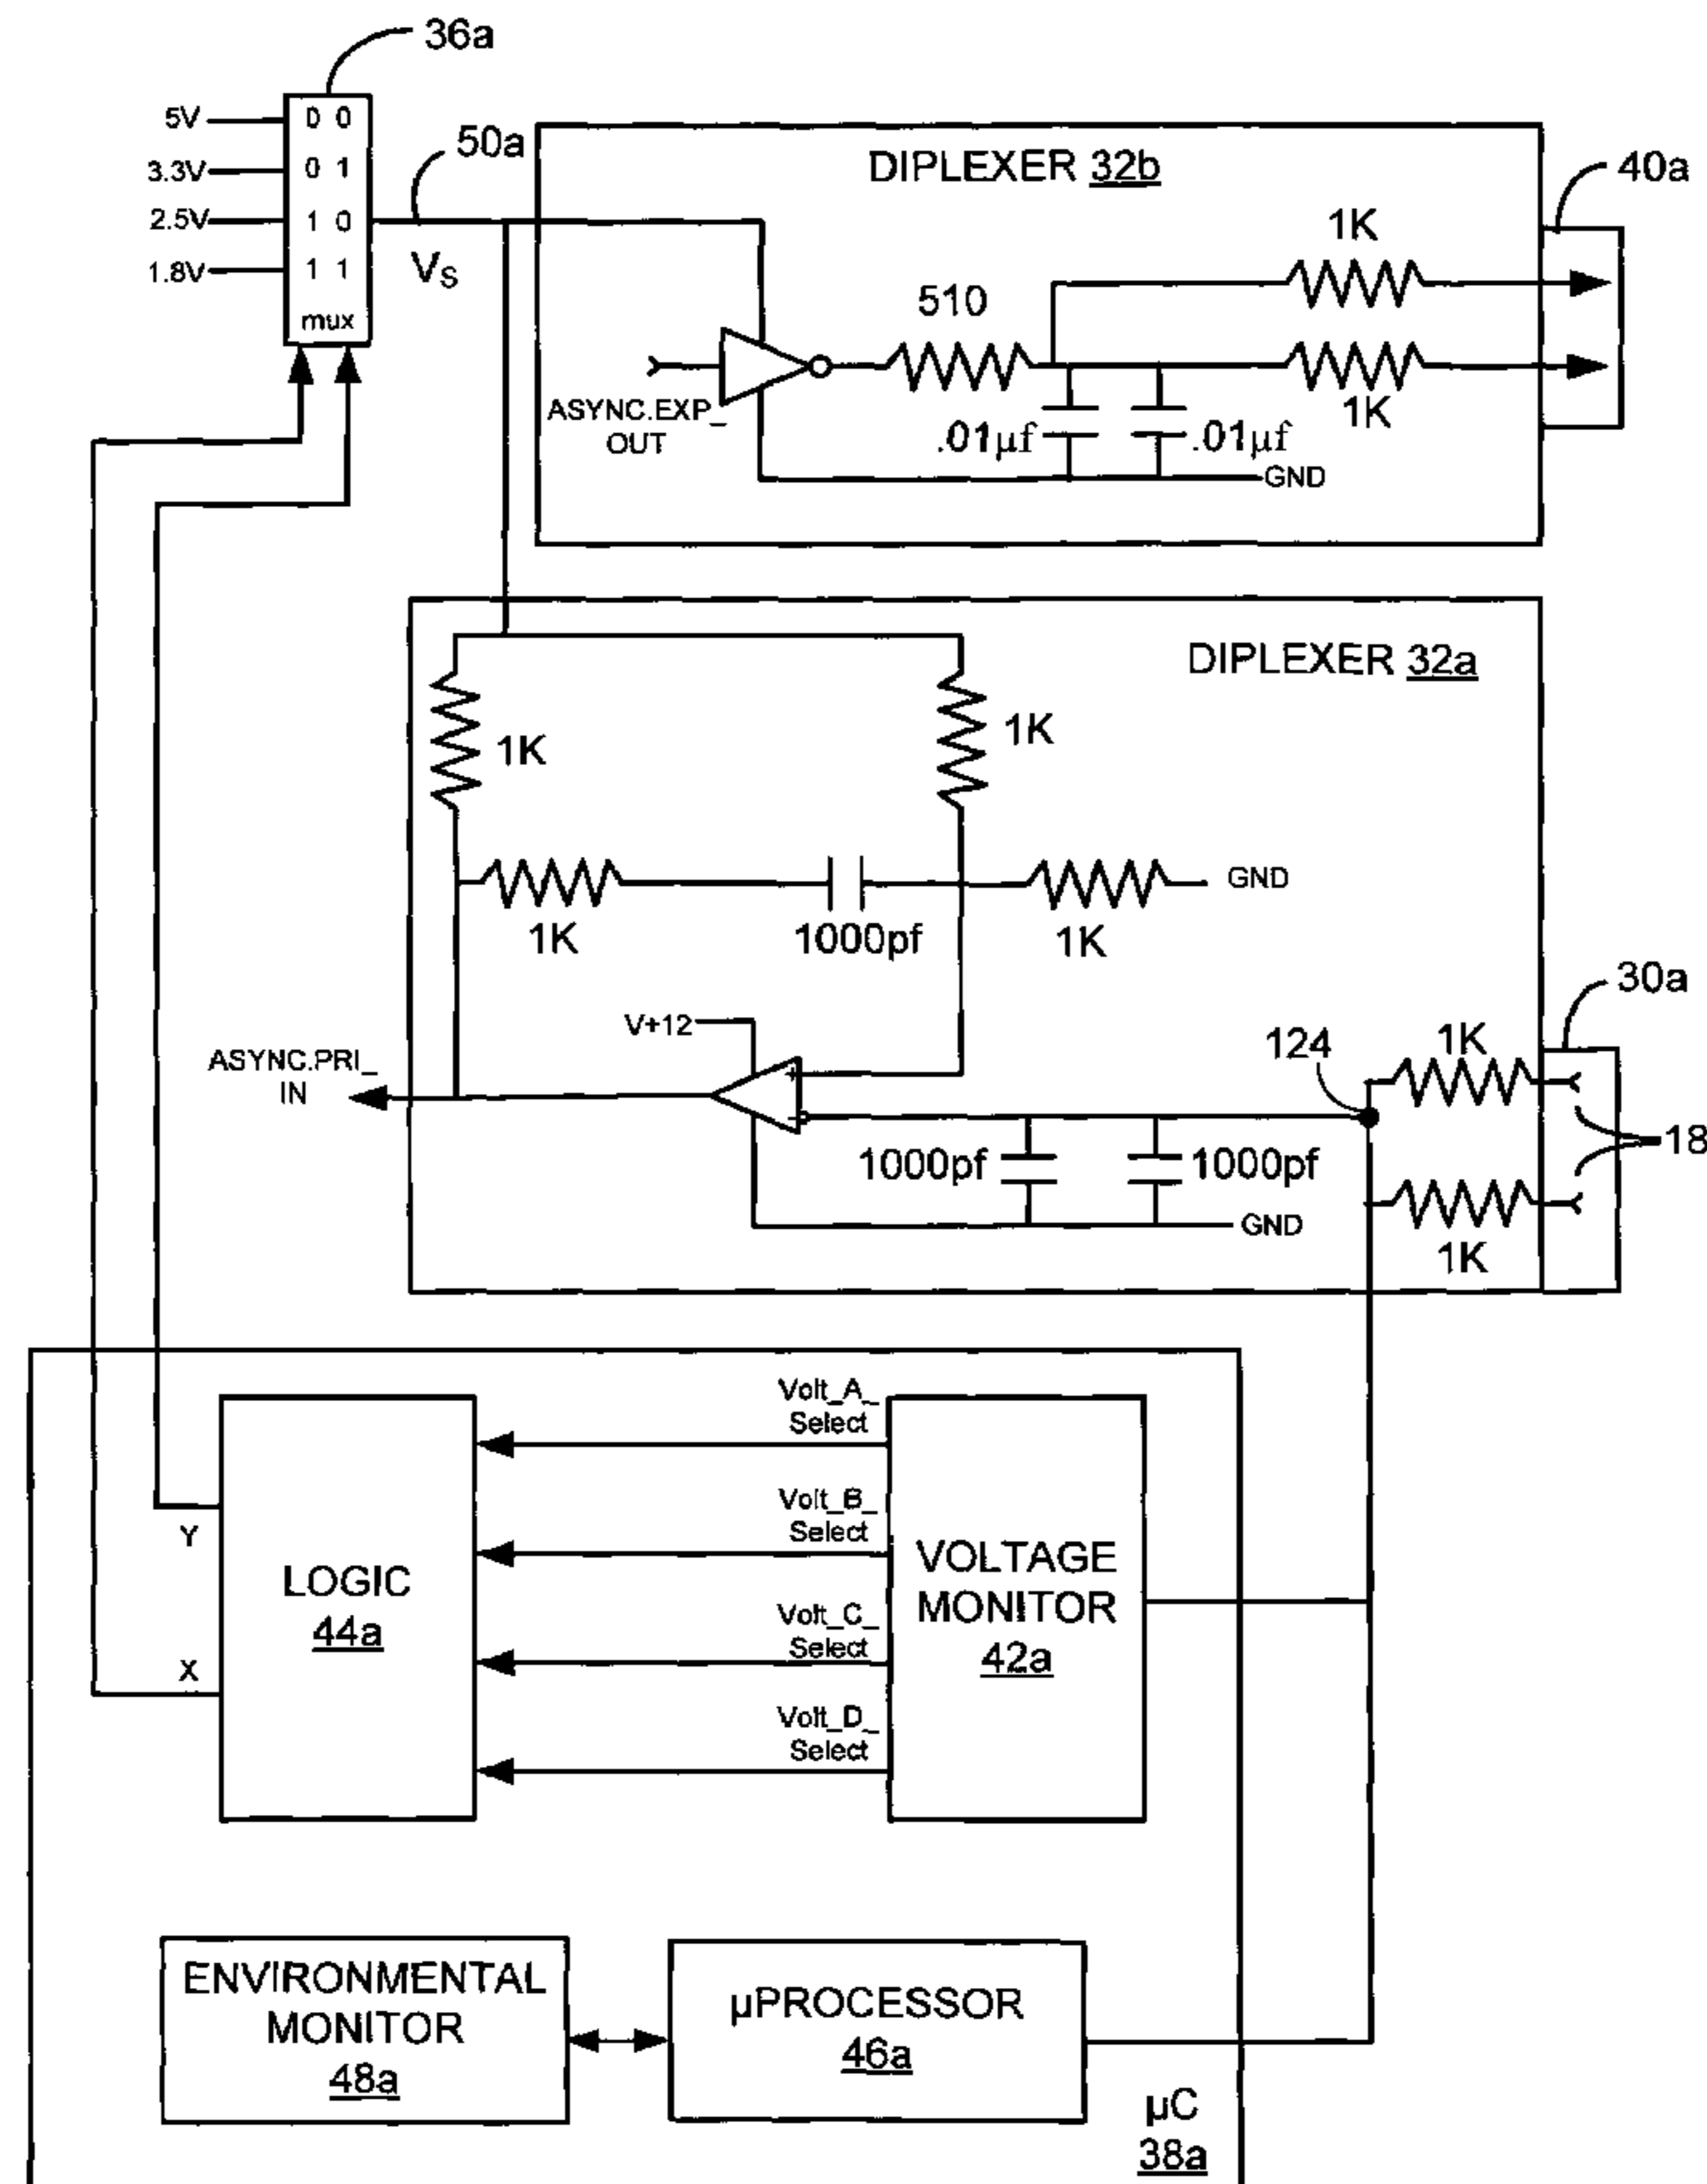 36a
5V
0 0
3.3V
0 1
2.5V
1 0
1.8V
1 1
mux
50a
VS
DIPLEXER 32b
40a
1K
510
1K
ASYNC.EXP_
OUT
.01µf
.01µf
GND
DIPLEXER 32a
1K
1K
1K
1000pf
1K
GND
30a
V+12
ASYNC.PRI_
IN
+
-
124
1K
18
1000pf
1000pf
GND
1K
Volt_A_
Select
Volt_B_
Select
Volt_C_
Select
Volt_D_
Select
Y
X
LOGIC
44a
VOLTAGE
MONITOR
42a
ENVIRONMENTAL
MONITOR
48a
µPROCESSOR
46a
µC
38a